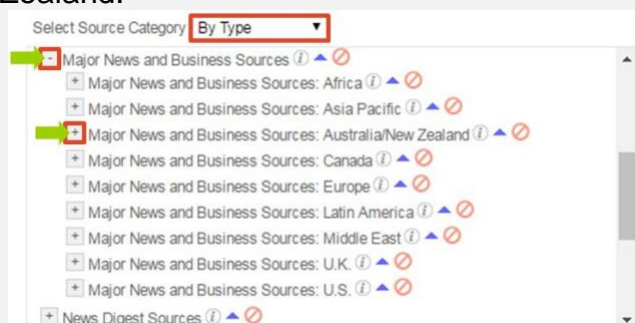 Zealand.
Select Source Category By Type ▼
- Major News and Business Sources i
+ Major News and Business Sources: Africa i
+ Major News and Business Sources: Asia Pacific i
+ Major News and Business Sources: Australia/New Zealand i
+ Major News and Business Sources: Canada i
+ Major News and Business Sources: Europe i
+ Major News and Business Sources: Latin America i
+ Major News and Business Sources: Middle East i
+ Major News and Business Sources: U.K. i
+ Major News and Business Sources: U.S. i
+ News Digest Sources i